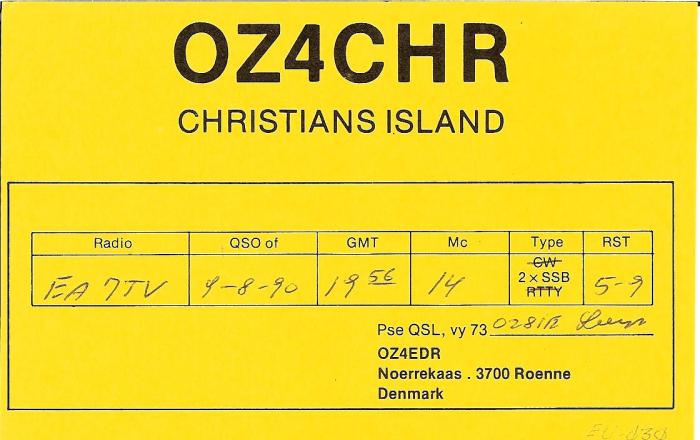 OZ4CHR
CHRISTIANS ISLAND
Radio QSO of GMT Mc Type RST
EA 7TV 9-8-90 19 56 14 CW 2 x SSB RTTY 5-9
Pse QSL, vy 73
OZ4EDR
Noerrekaas . 3700 Roenne
Denmark